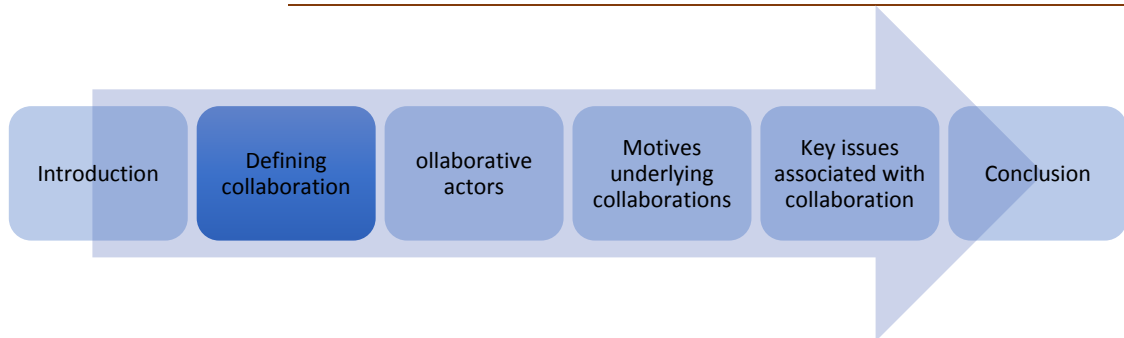 Introduction
Defining
collaboration
ollaborative
actors
Motives
underlying
collaborations
Key issues
associated with
collaboration
Conclusion